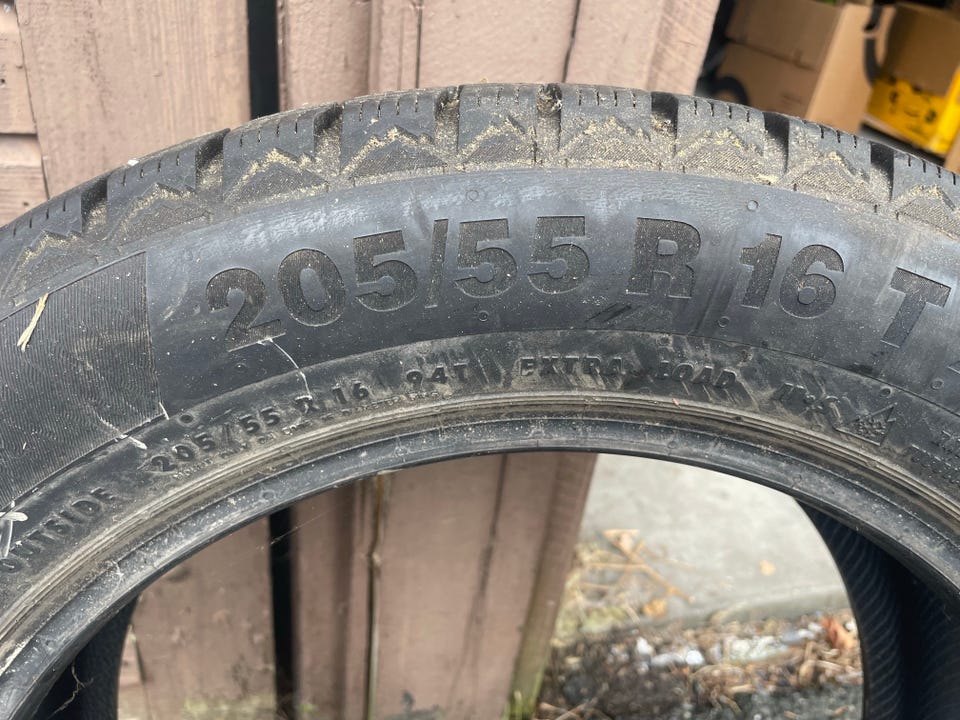 205/55 R 16 T
205/55 R 16 94T EXTRA LOAD M+S
OUTSIDE